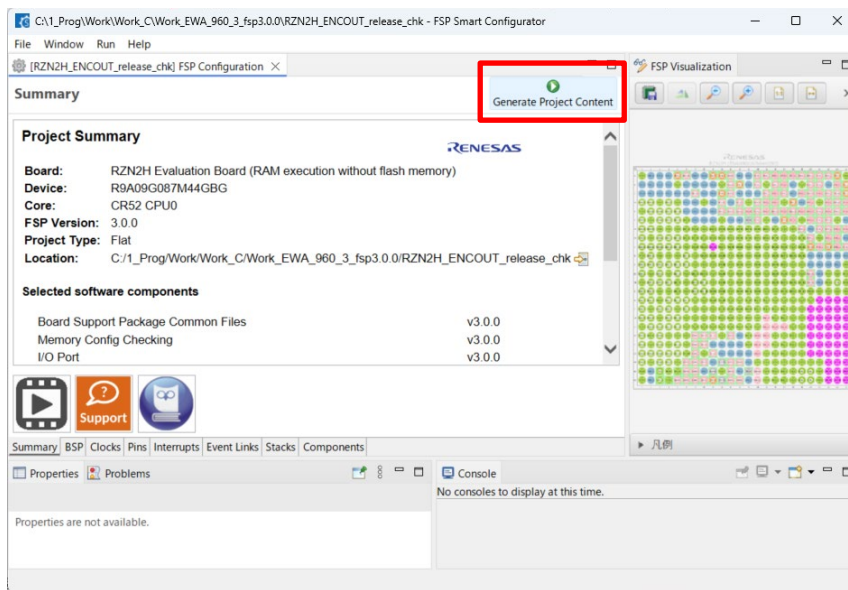 C:\1_Prog\Work\Work_C\Work_EWA_960_3_fsp3.0.0\RZN2H_ENCOUT_release_chk - FSP Smart Configurator
File Window Run Help
[RZN2H_ENCOUT_release_chk] FSP Configuration
FSP Visualization
Summary
Generate Project Content
Project Summary
RENESAS
Board: RZN2H Evaluation Board (RAM execution without flash memory)
Device: R9A09G087M44GBG
Core: CR52 CPU0
FSP Version: 3.0.0
Project Type: Flat
Location: C:/1_Prog/Work/Work_C/Work_EWA_960_3_fsp3.0.0/RZN2H_ENCOUT_release_chk
Selected software components
Board Support Package Common Files v3.0.0
Memory Config Checking v3.0.0
I/O Port v3.0.0
Support
Summary BSP Clocks Pins Interrupts Event Links Stacks Components
凡例
Properties Problems
Console
No consoles to display at this time.
Properties are not available.